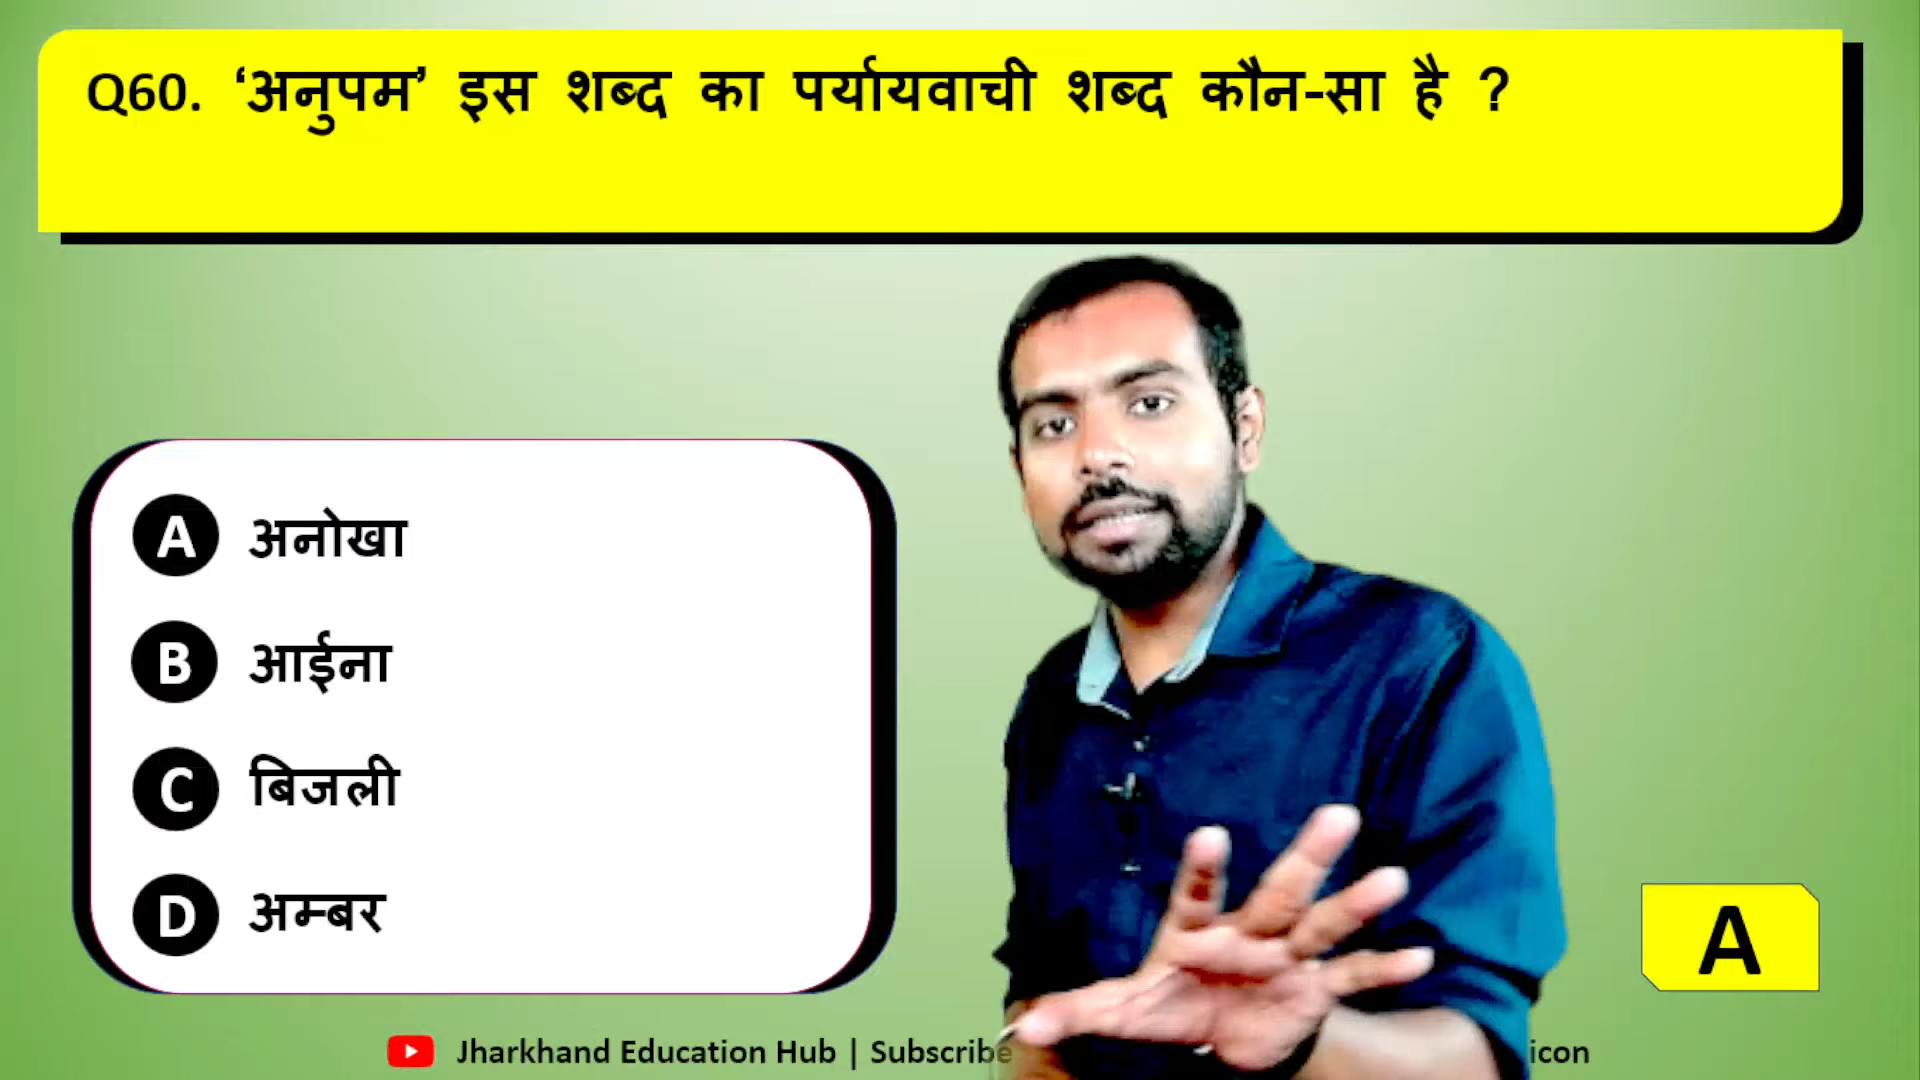 Q60. ‘अनुपम’ इस शब्द का पर्यायवाची शब्द कौन-सा है ?
A अनोखा
B आईना
C बिजली
D अम्बर
A
Jharkhand Education Hub | Subscribe icon